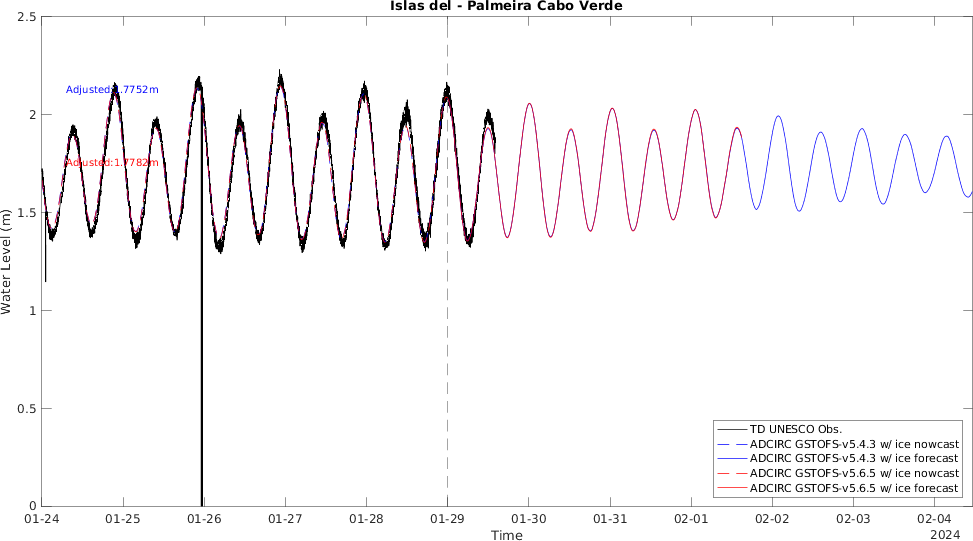 Islas del - Palmeira Cabo Verde
2.5
2
1.5
1
0.5
0
Water Level (m)
Adjusted:1.7752m
Adjusted:1.7782m
TD UNESCO Obs.
ADCIRC GSTOFS-v5.4.3 w/ ice nowcast
ADCIRC GSTOFS-v5.4.3 w/ ice forecast
ADCIRC GSTOFS-v5.6.5 w/ ice nowcast
ADCIRC GSTOFS-v5.6.5 w/ ice forecast
01-24 01-25 01-26 01-27 01-28 01-29 01-30 01-31 02-01 02-02 02-03 02-04
Time
2024